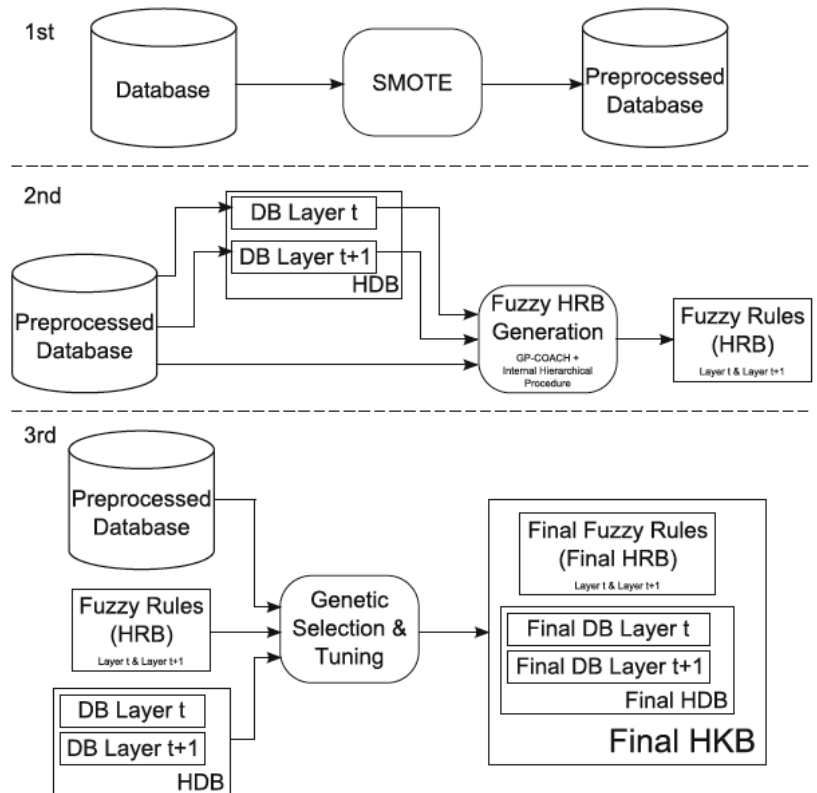 1st
Database
SMOTE
Preprocessed
Database
2nd
DB Layer t
DB Layer t+1
HDB
Preprocessed
Database
Fuzzy HRB
Generation
GP-COACH +
Internal Hierarchical
Procedure
Fuzzy Rules
(HRB)
Layer t & Layer t+1
3rd
Preprocessed
Database
Fuzzy Rules
(HRB)
Layer t & Layer t+1
DB Layer t
DB Layer t+1
HDB
Genetic
Selection &
Tuning
Final Fuzzy Rules
(Final HRB)
Layer t & Layer t+1
Final DB Layer t
Final DB Layer t+1
Final HDB
Final HKB